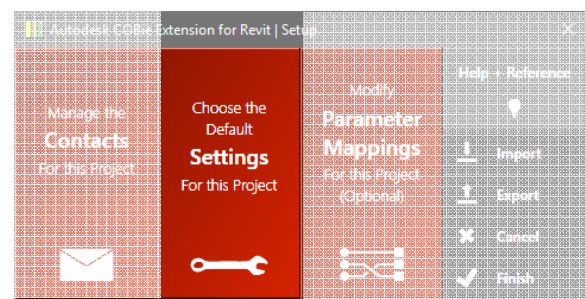 Autodesk COBie Extension for Revit | Setup
Manage the
Contacts
For this Project
Choose the
Default
Settings
For this Project
Modify
Parameter
Mappings
For this Project
(Optional)
Help + Reference
Import
Export
Cancel
Finish